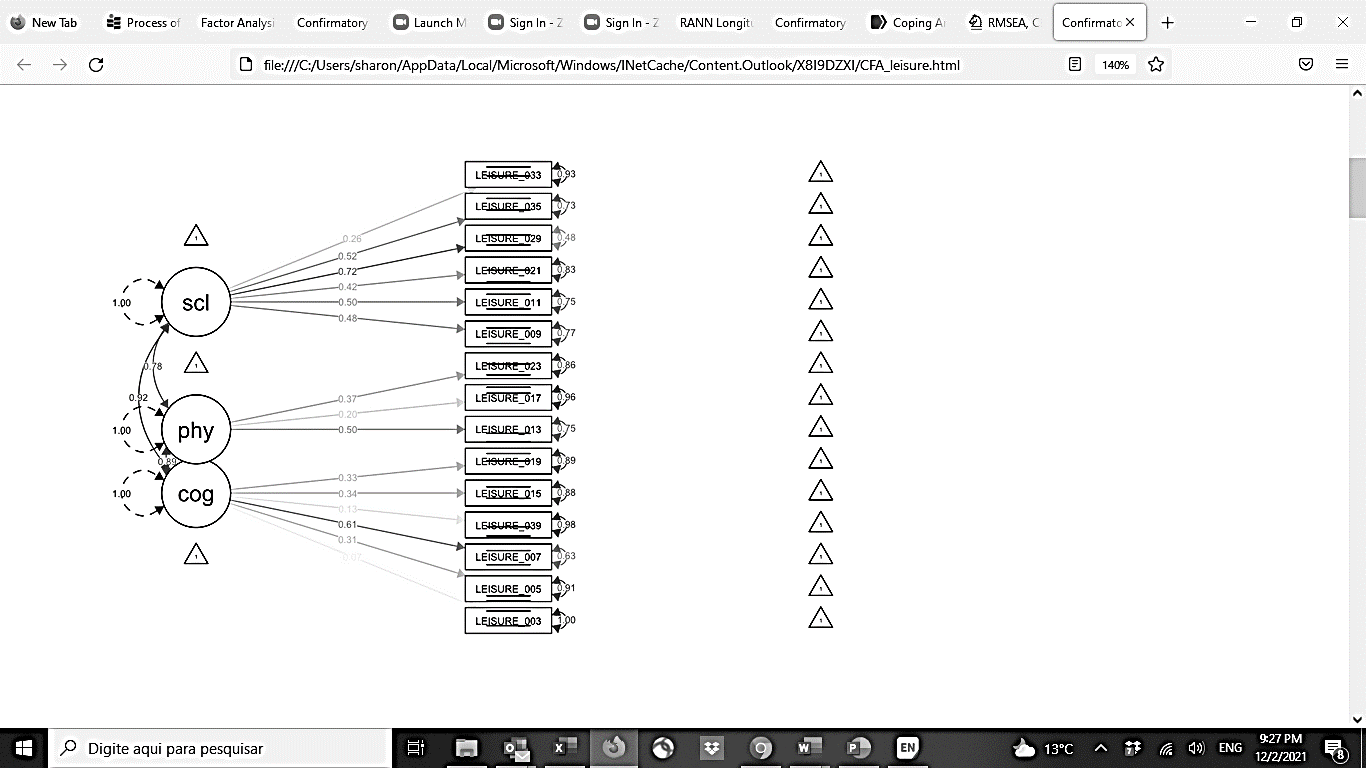 New Tab
Process of
Factor Analysi
Confirmatory
Launch M
Sign In - Z
Sign In - Z
RANN Longitu
Confirmatory
Coping Ar
RMSEA, C
Confirmatc
file:///C:/Users/sharon/AppData/Local/Microsoft/Windows/INetCache/Content.Outlook/X8I9DZXI/CFA_leisure.html
140%
LEISURE_033 0.93
LEISURE_035 0.73
LEISURE_029 0.48
LEISURE_021 0.83
LEISURE_011 0.75
LEISURE_009 0.77
LEISURE_023 0.86
LEISURE_017 0.96
LEISURE_013 0.75
LEISURE_019 0.89
LEISURE_015 0.88
LEISURE_039 0.98
LEISURE_007 0.63
LEISURE_005 0.91
LEISURE_003 1.00
0.26
0.52
0.72
0.42
0.50
0.48
0.37
0.20
0.50
0.33
0.34
0.13
0.61
0.31
0.07
1.00 scl
0.78
0.92
1.00 phy
0.89
1.00 cog
Digite aqui para pesquisar
EN
13°C
ENG
9:27 PM
12/2/2021
8